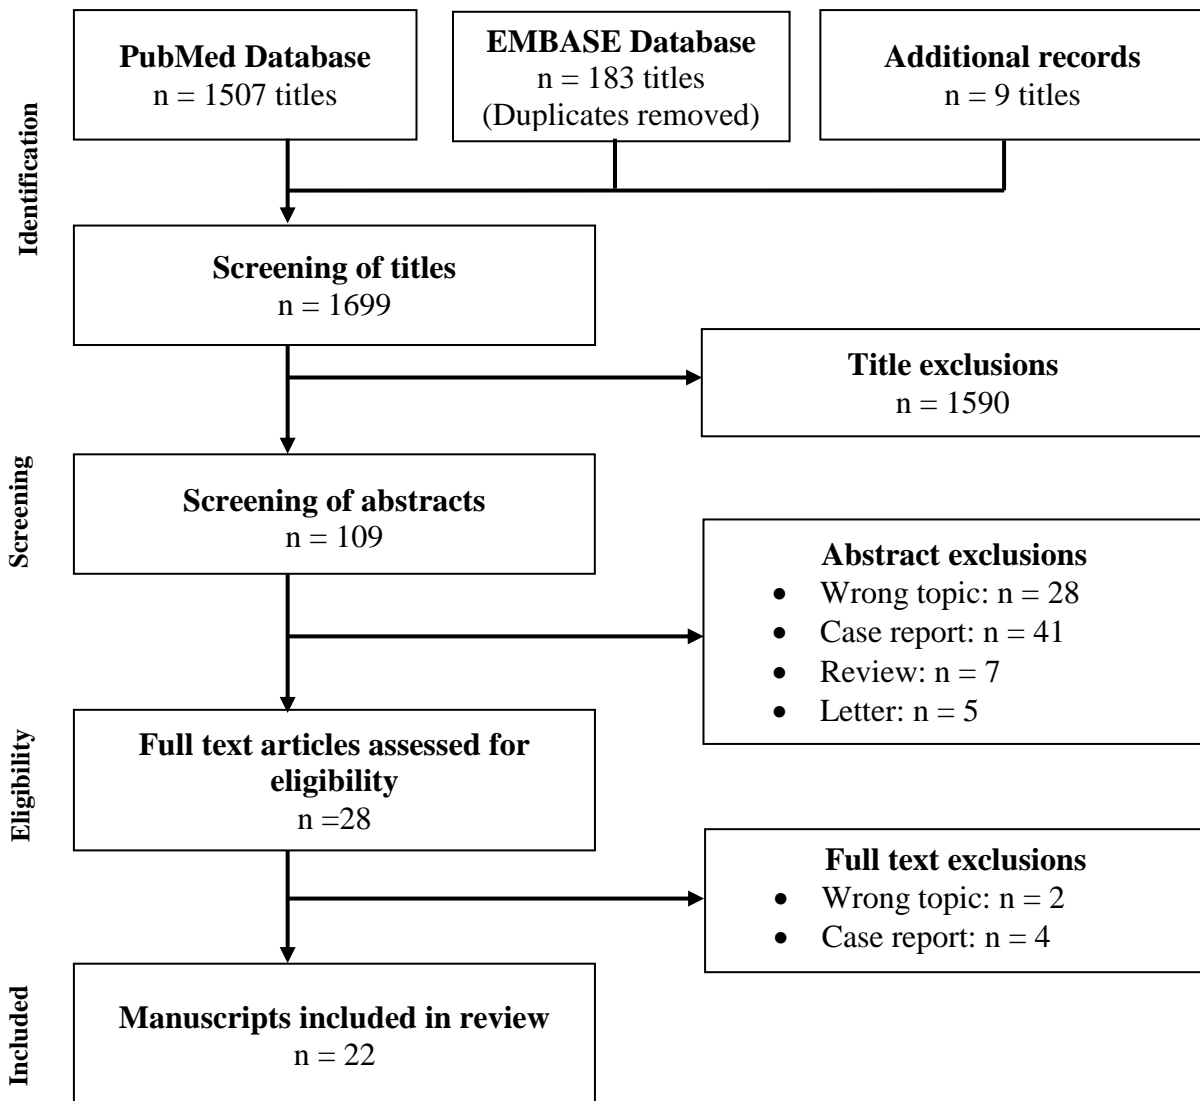 PubMed Database
n = 1507 titles
EMBASE Database
n = 183 titles
(Duplicates removed)
Additional records
n = 9 titles
Identification
Screening of titles
n = 1699
Title exclusions
n = 1590
Screening
Screening of abstracts
n = 109
Abstract exclusions
• Wrong topic: n = 28
• Case report: n = 41
• Review: n = 7
• Letter: n = 5
Eligibility
Full text articles assessed for
eligibility
n =28
Full text exclusions
• Wrong topic: n = 2
• Case report: n = 4
Included
Manuscripts included in review
n = 22